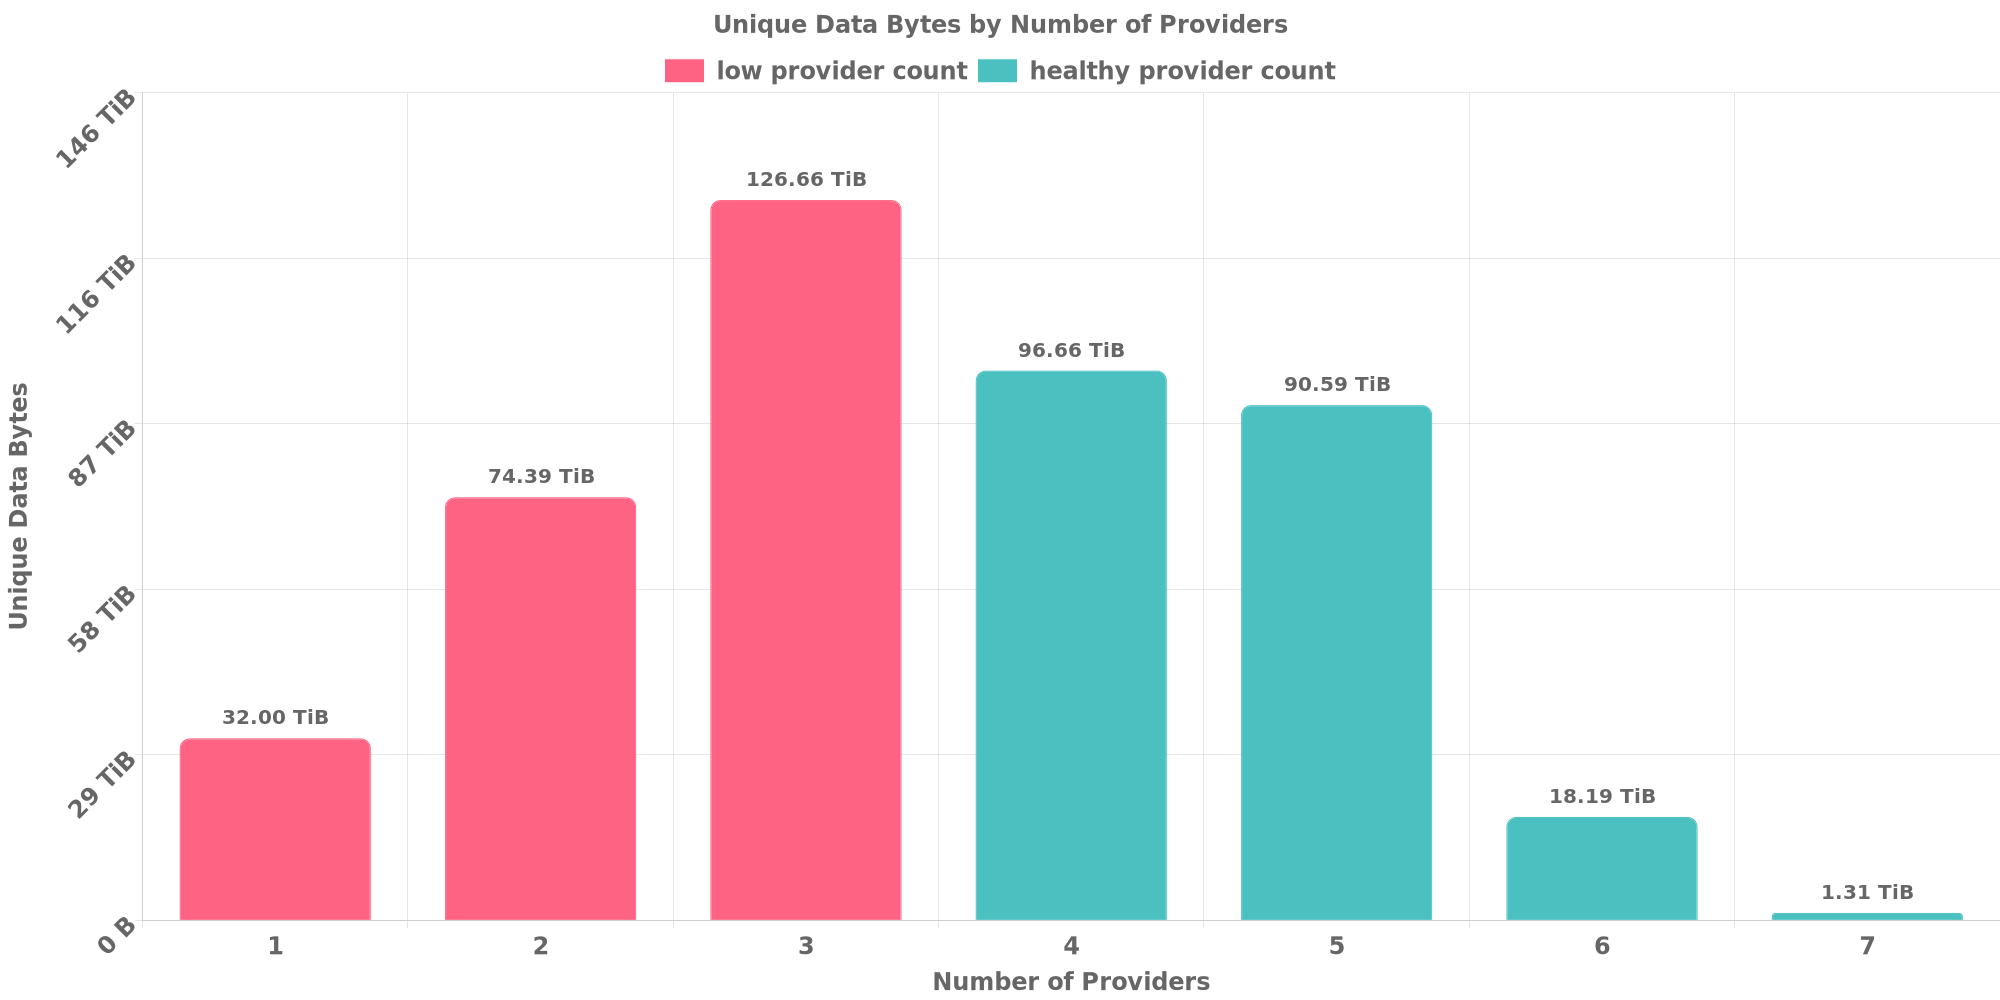 Unique Data Bytes by Number of Providers
low provider count
healthy provider count
146 TiB
116 TiB
87 TiB
58 TiB
29 TiB
0 B
Unique Data Bytes
32.00 TiB
74.39 TiB
126.66 TiB
96.66 TiB
90.59 TiB
18.19 TiB
1.31 TiB
1 2 3 4 5 6 7
Number of Providers